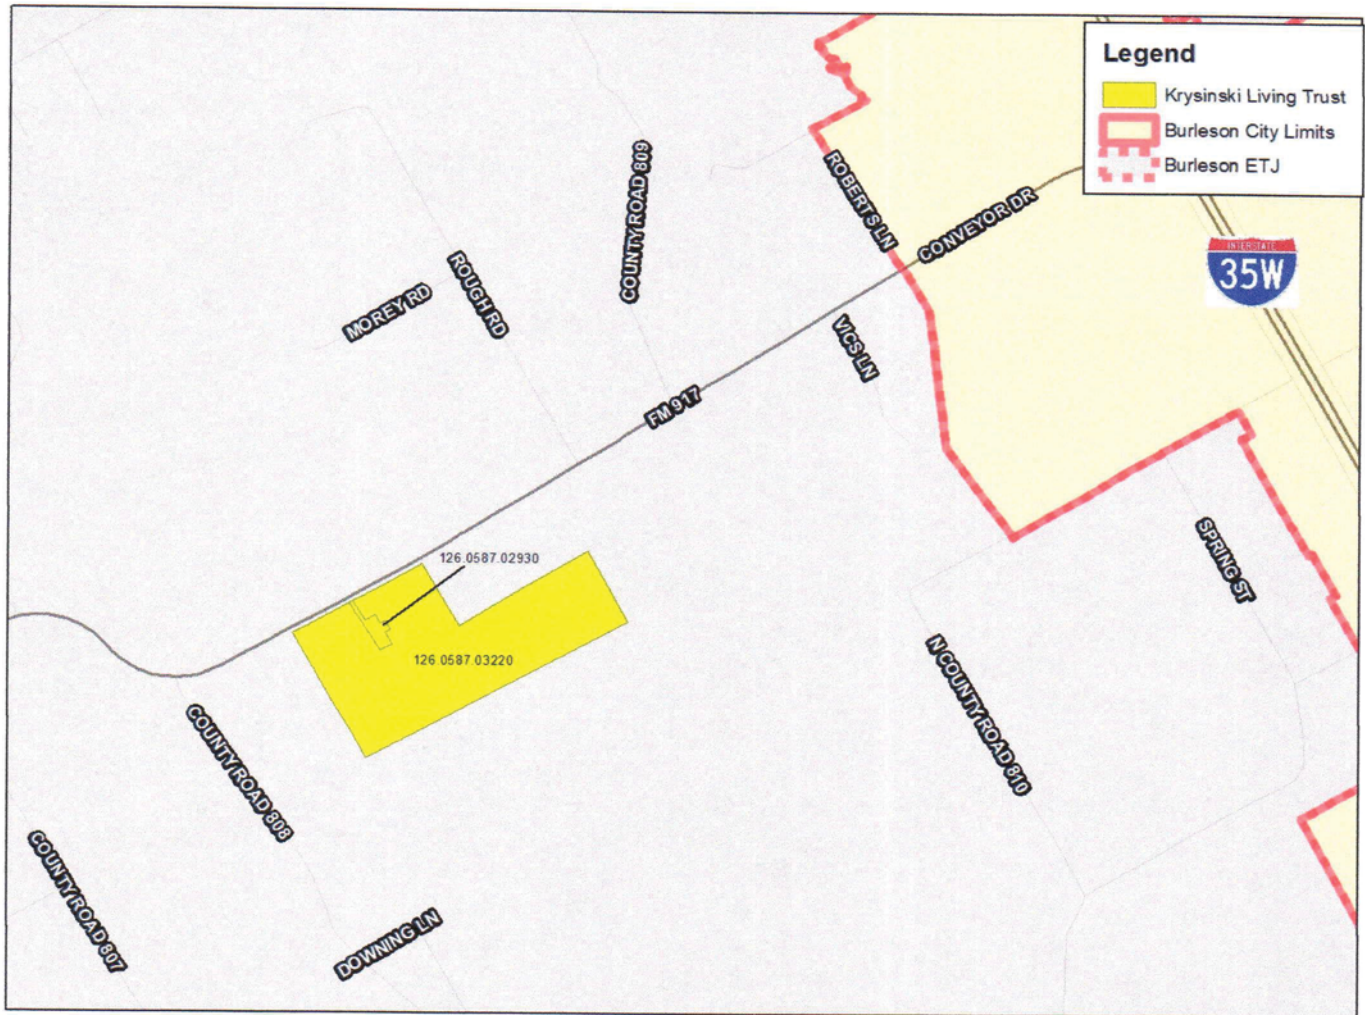 Legend
Krysinski Living Trust
Burleson City Limits
Burleson ETJ
INTERSTATE
35W
ROBERTS LN
CONVEYOR DR
COUNTY ROAD 809
ROUGH RD
MOREY RD
VICS LN
FM 917
SPRING ST
126.0587.02930
126.0587.03220
N COUNTY ROAD 810
COUNTY ROAD 808
COUNTY ROAD 807
DOWNING LN